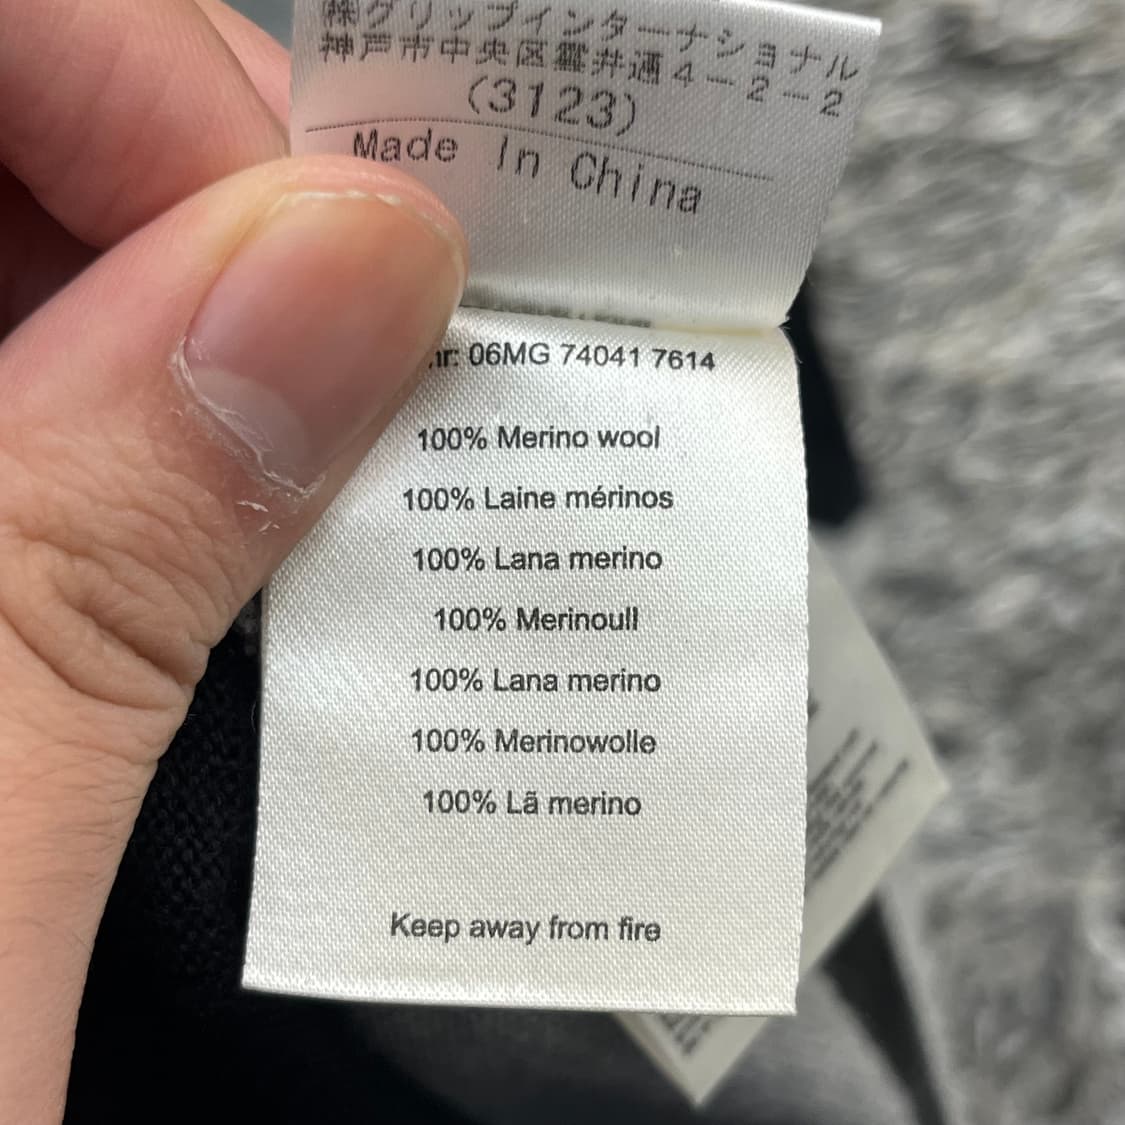 ㈱グリップインターナショナル
神戸市中央区雲井通4-2-2
(3123)
Made In China
nr: 06MG 74041 7614
100% Merino wool
100% Laine mérinos
100% Lana merino
100% Merinoull
100% Lana merino
100% Merinowolle
100% Lã merino
Keep away from fire